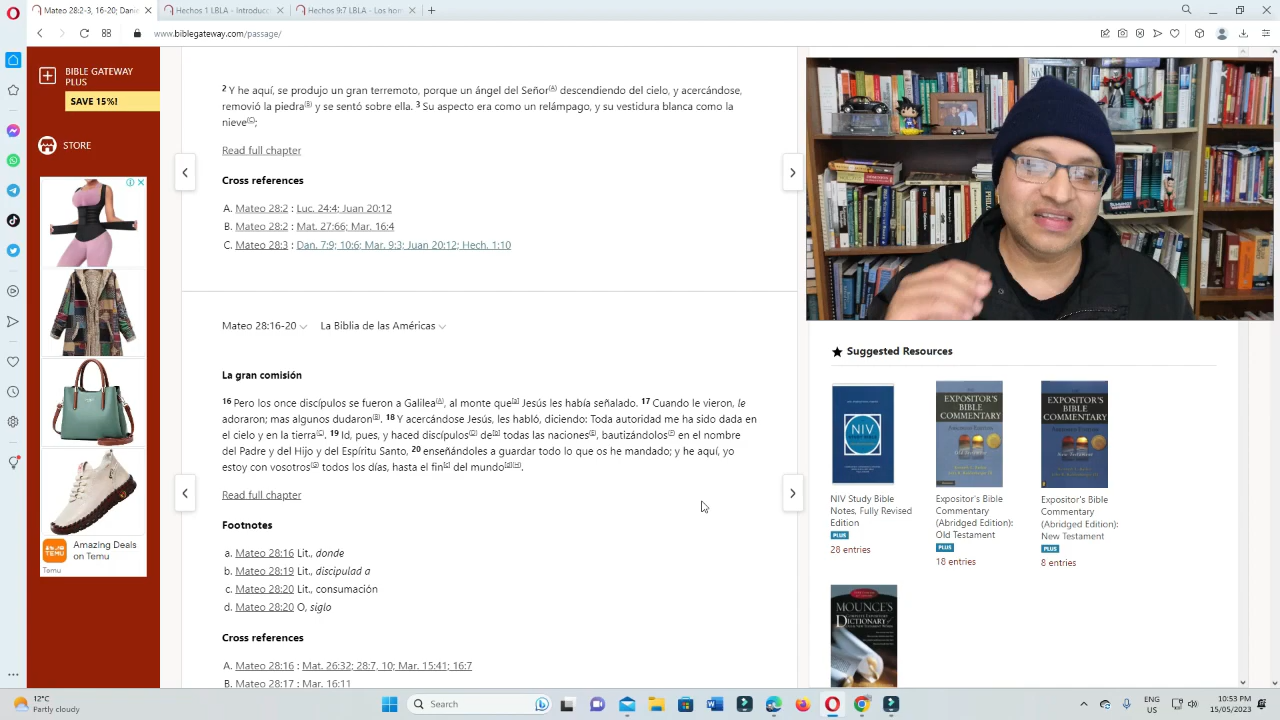 Mateo 28:2-3, 16-20; Danie
Mateo 1 LBLA - Introducc
Hechos 9:7 LBLA - Los hom
www.biblegateway.com/passage/
BIBLE GATEWAY
PLUS
SAVE 15%!
STORE
Amazing Deals
on Temu
TEMU
Temu
2 Y he aquí, se produjo un gran terremoto, porque un ángel del Señor(A) descendiendo del cielo, y acercándose,
removió la piedra(B) y se sentó sobre ella. 3 Su aspecto era como un relámpago, y su vestidura blanca como la
nieve(C);
Read full chapter
Cross references
A. Mateo 28:2 : Luc. 24:4; Juan 20:12
B. Mateo 28:2 : Mat. 27:66; Mar. 16:4
C. Mateo 28:3 : Dan. 7:9; 10:6; Mar. 9:3; Juan 20:12; Hech. 1:10
Mateo 28:16-20 La Biblia de las Américas
La gran comisión
16 Pero los once discípulos se fueron a Galilea(A), al monte que[a] Jesús les había señalado. 17 Cuando le vieron, le
adoraron; mas algunos dudaron(B). 18 Y acercándose Jesús, les habló, diciendo: Toda autoridad me ha sido dada en
el cielo y en la tierra(C). 19 Id, pues, y haced discípulos(D) de[b] todas las naciones(E), bautizándolos(F) en el nombre
del Padre y del Hijo y del Espíritu Santo, 20 enseñándoles a guardar todo lo que os he mandado; y he aquí, yo
estoy con vosotros(G) todos los días, hasta el fin[c] del mundo[d](H).
Read full chapter
Footnotes
a. Mateo 28:16 Lit., donde
b. Mateo 28:19 Lit., discipulad a
c. Mateo 28:20 Lit., consumación
d. Mateo 28:20 O, siglo
Cross references
A. Mateo 28:16 : Mat. 26:32; 28:7, 10; Mar. 15:41; 16:7
B. Mateo 28:17 : Mar. 16:11
Suggested Resources
NIV
EXPOSITOR'S
BIBLE
COMMENTARY
EXPOSITOR'S
BIBLE
COMMENTARY
NIV Study Bible
Notes, Fully Revised
Edition
PLUS
28 entries
Expositor's Bible
Commentary
(Abridged Edition):
Old Testament
PLUS
18 entries
Expositor's Bible
Commentary
(Abridged Edition):
New Testament
PLUS
8 entries
MOUNCE'S
DICTIONARY
12°C
Partly cloudy
Search
ENG
US
10:53 PM
15/05/2023